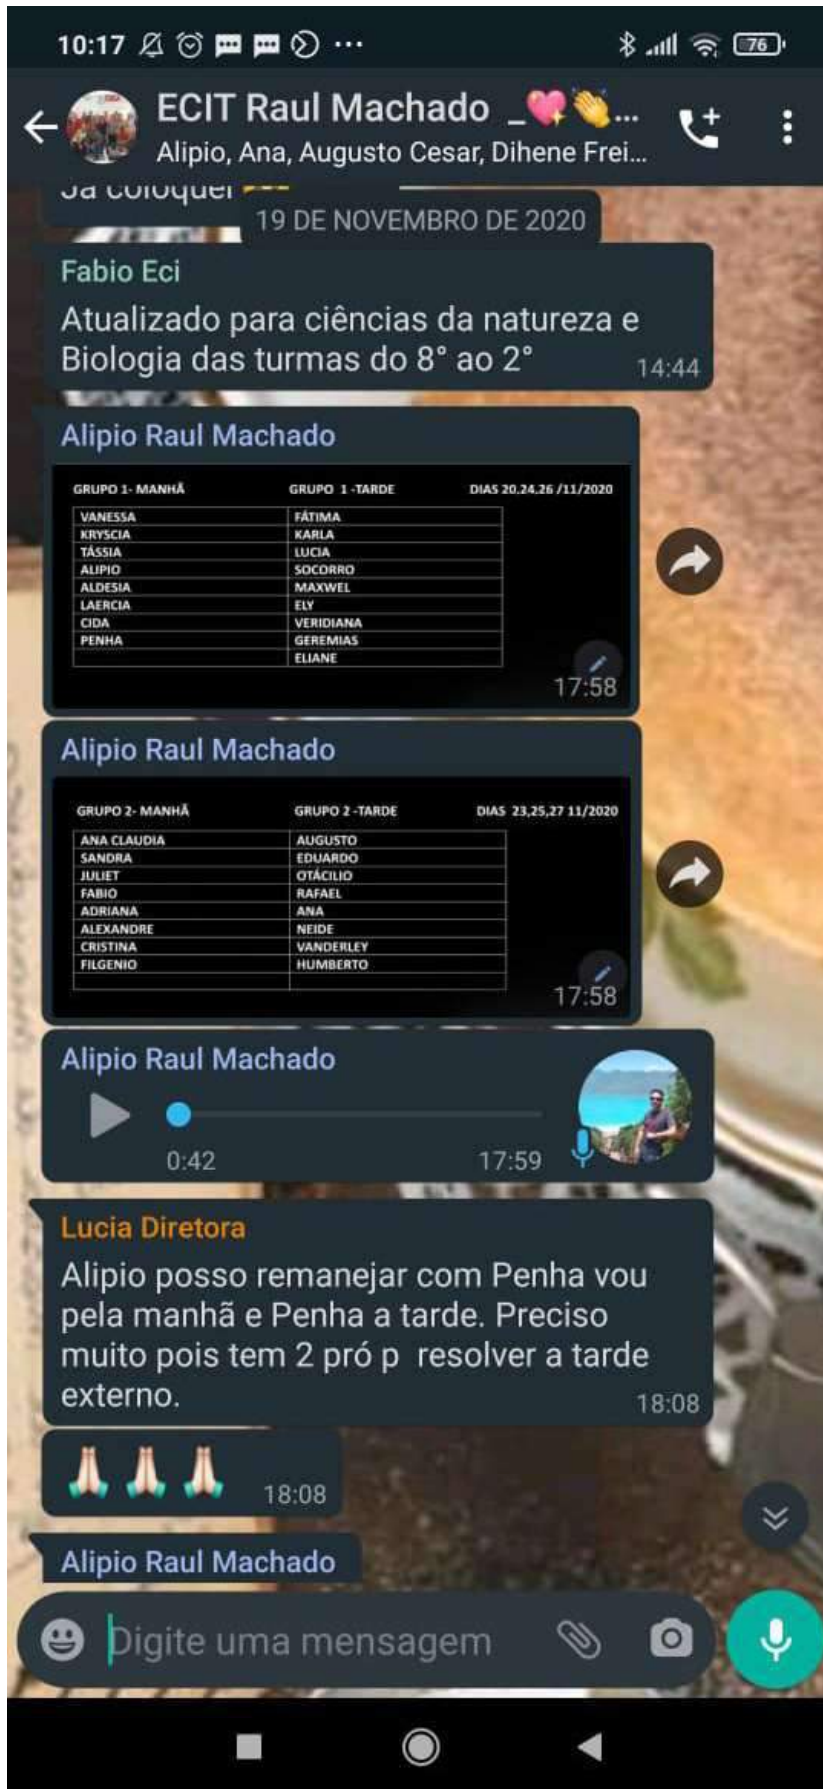 10:17
76
ECIT Raul Machado _💖👏...
Alipio, Ana, Augusto Cesar, Dihene Frei...
Já coloquei
19 DE NOVEMBRO DE 2020
Fabio Eci
Atualizado para ciências da natureza e
Biologia das turmas do 8° ao 2°
14:44
Alipio Raul Machado
GRUPO 1- MANHÃ GRUPO 1 -TARDE DIAS 20,24,26 /11/2020
VANESSA FÁTIMA
KRYSCIA KARLA
TÁSSIA LUCIA
ALIPIO SOCORRO
ALDESIA MAXWEL
LAERCIA ELY
CIDA VERIDIANA
PENHA GEREMIAS
ELIANE
17:58
Alipio Raul Machado
GRUPO 2- MANHÃ GRUPO 2 -TARDE DIAS 23,25,27 11/2020
ANA CLAUDIA AUGUSTO
SANDRA EDUARDO
JULIET OTÁCILIO
FABIO RAFAEL
ADRIANA ANA
ALEXANDRE NEIDE
CRISTINA VANDERLEY
FILGENIO HUMBERTO
17:58
Alipio Raul Machado
0:42 17:59
Lucia Diretora
Alipio posso remanejar com Penha vou
pela manhã e Penha a tarde. Preciso
muito pois tem 2 pró p resolver a tarde
externo.
18:08
🙏🏻🙏🏻🙏🏻 18:08
Alipio Raul Machado
Digite uma mensagem